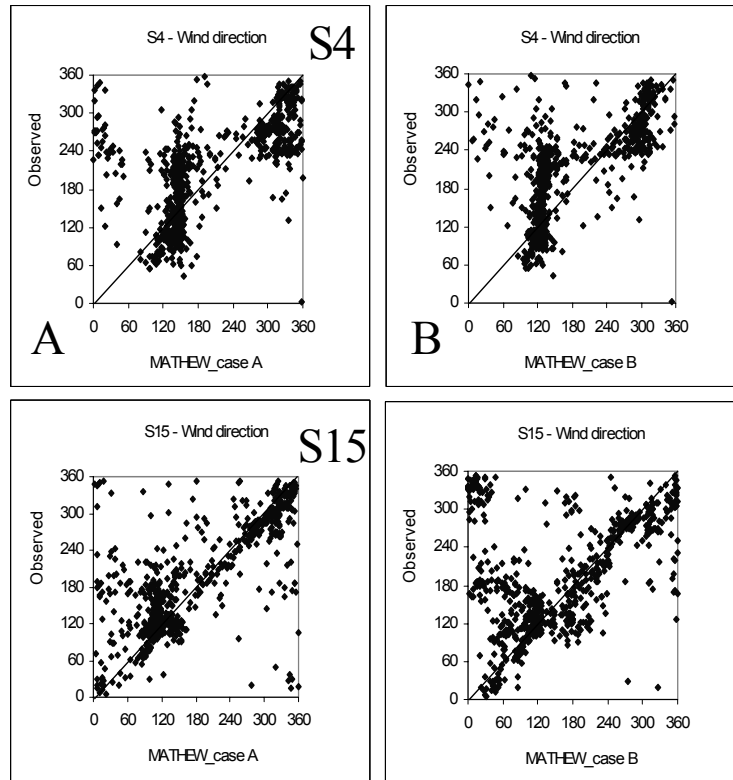 S4 - Wind direction
S4
360
300
240
180
120
60
0
Observed
0 60 120 180 240 300 360
A
MATHEW_case A
S4 - Wind direction
360
300
240
180
120
60
0
Observed
0 60 120 180 240 300 360
B
MATHEW_case B
S15 - Wind direction
S15
360
300
240
180
120
60
0
Observed
0 60 120 180 240 300 360
MATHEW_case A
S15 - Wind direction
360
300
240
180
120
60
0
Observed
0 60 120 180 240 300 360
MATHEW_case B